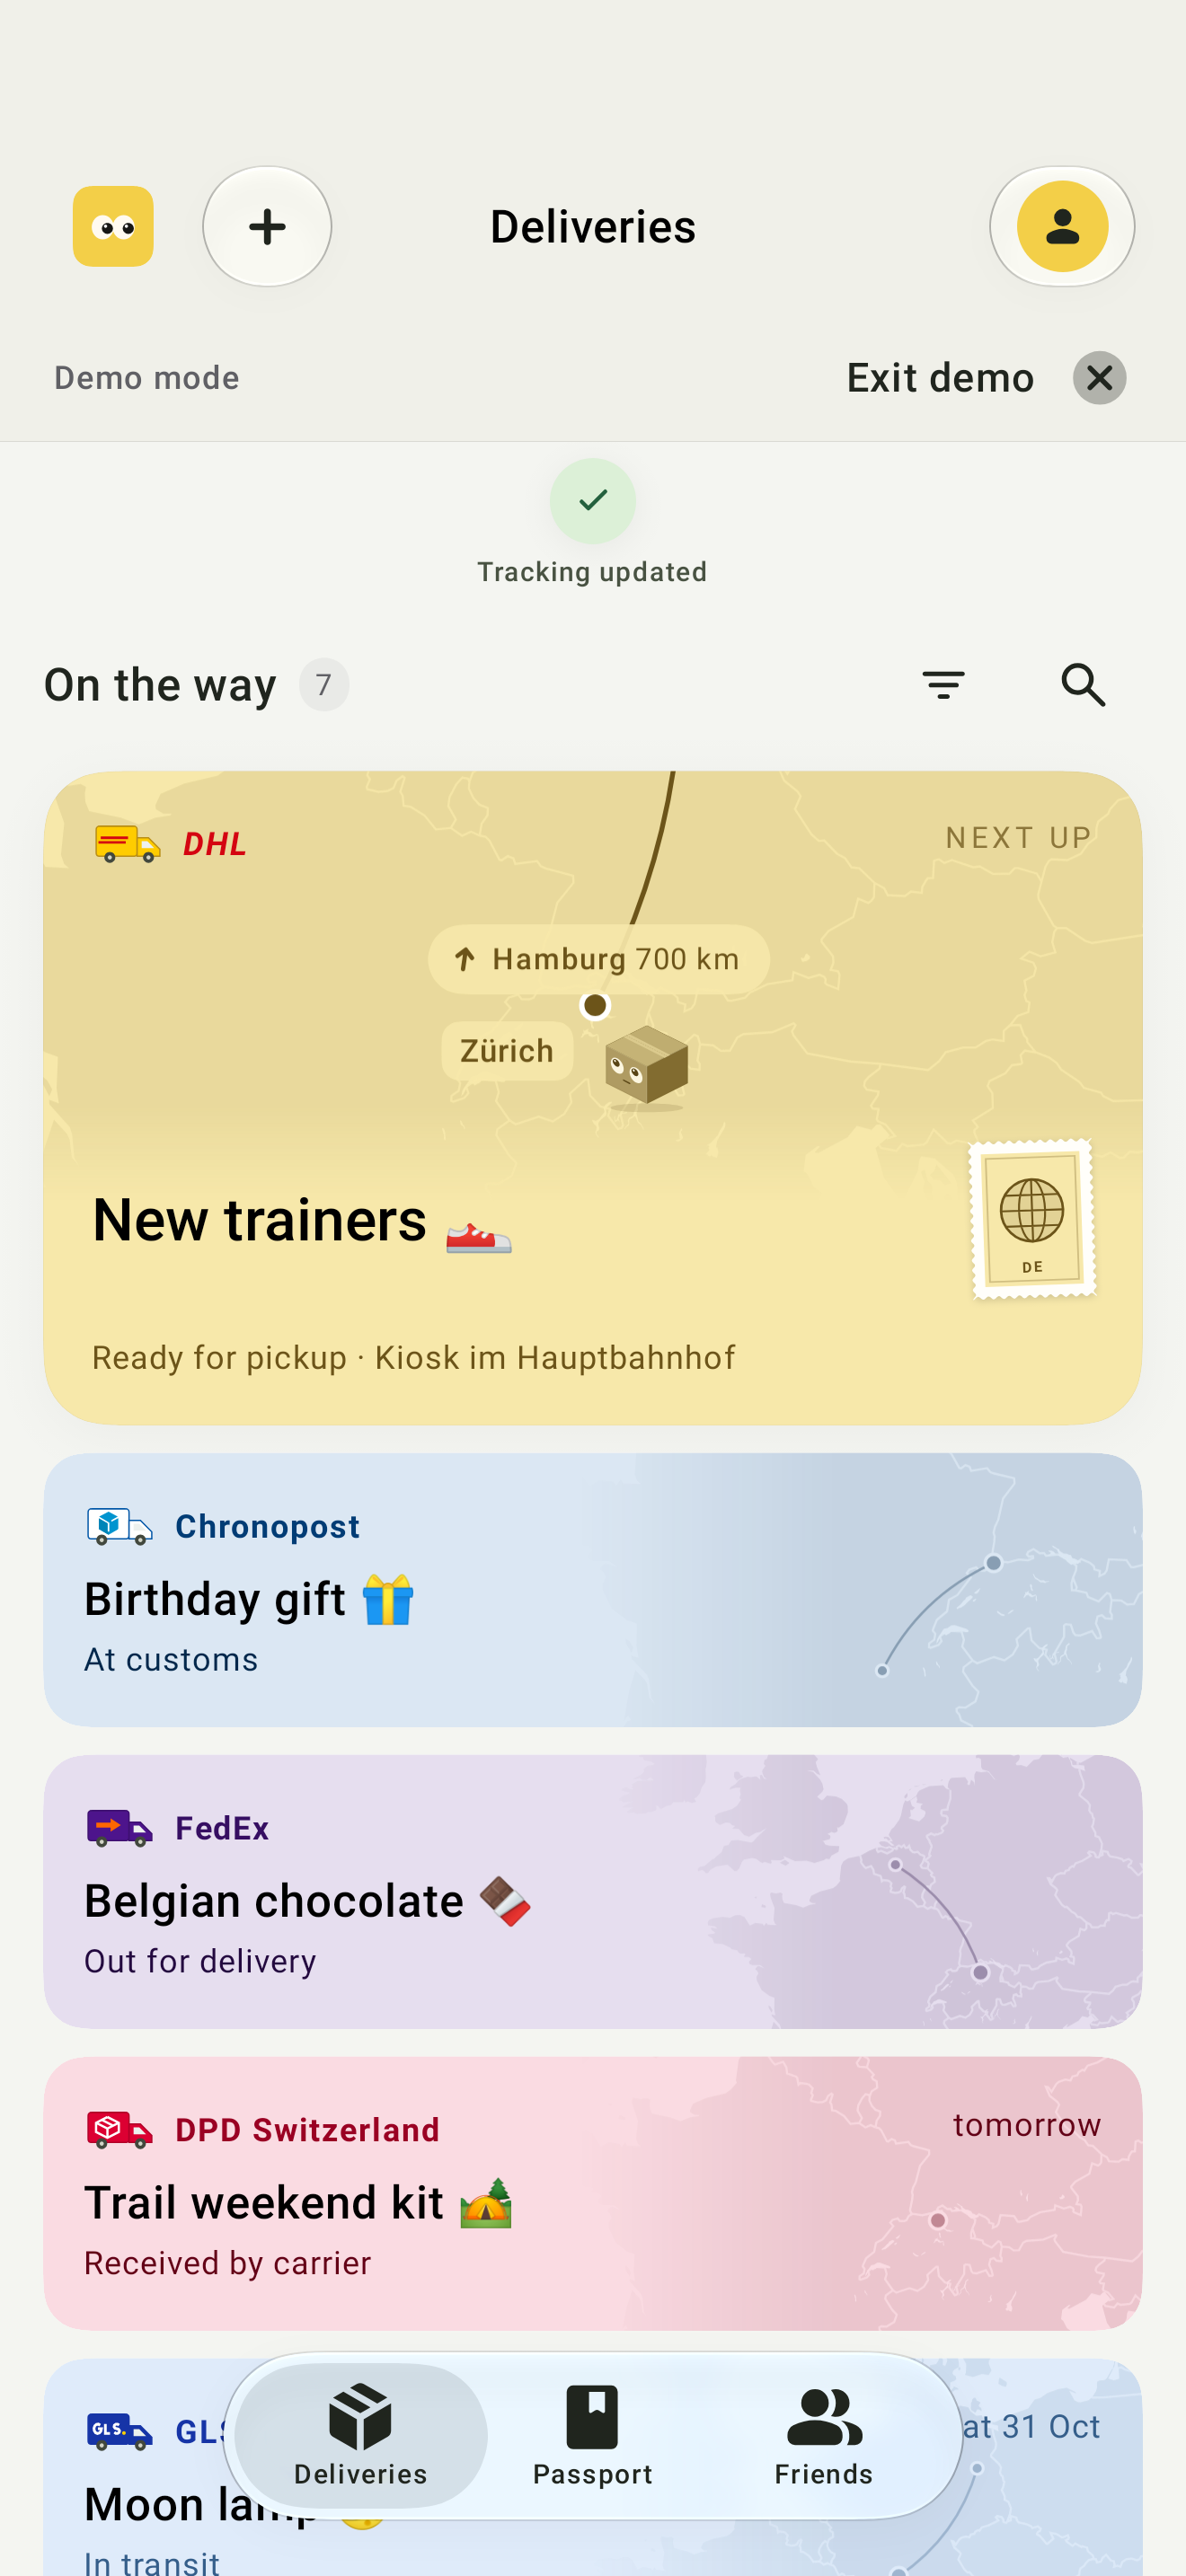 Deliveries
Demo mode
Exit demo
Tracking updated
On the way 7
DHL
NEXT UP
Hamburg 700 km
Zürich
New trainers
DE
Ready for pickup · Kiosk im Hauptbahnhof
Chronopost
Birthday gift
At customs
FedEx
Belgian chocolate
Out for delivery
DPD Switzerland
tomorrow
Trail weekend kit
Received by carrier
GLS.
31 Oct
Moon
In transit
Deliveries
Passport
Friends